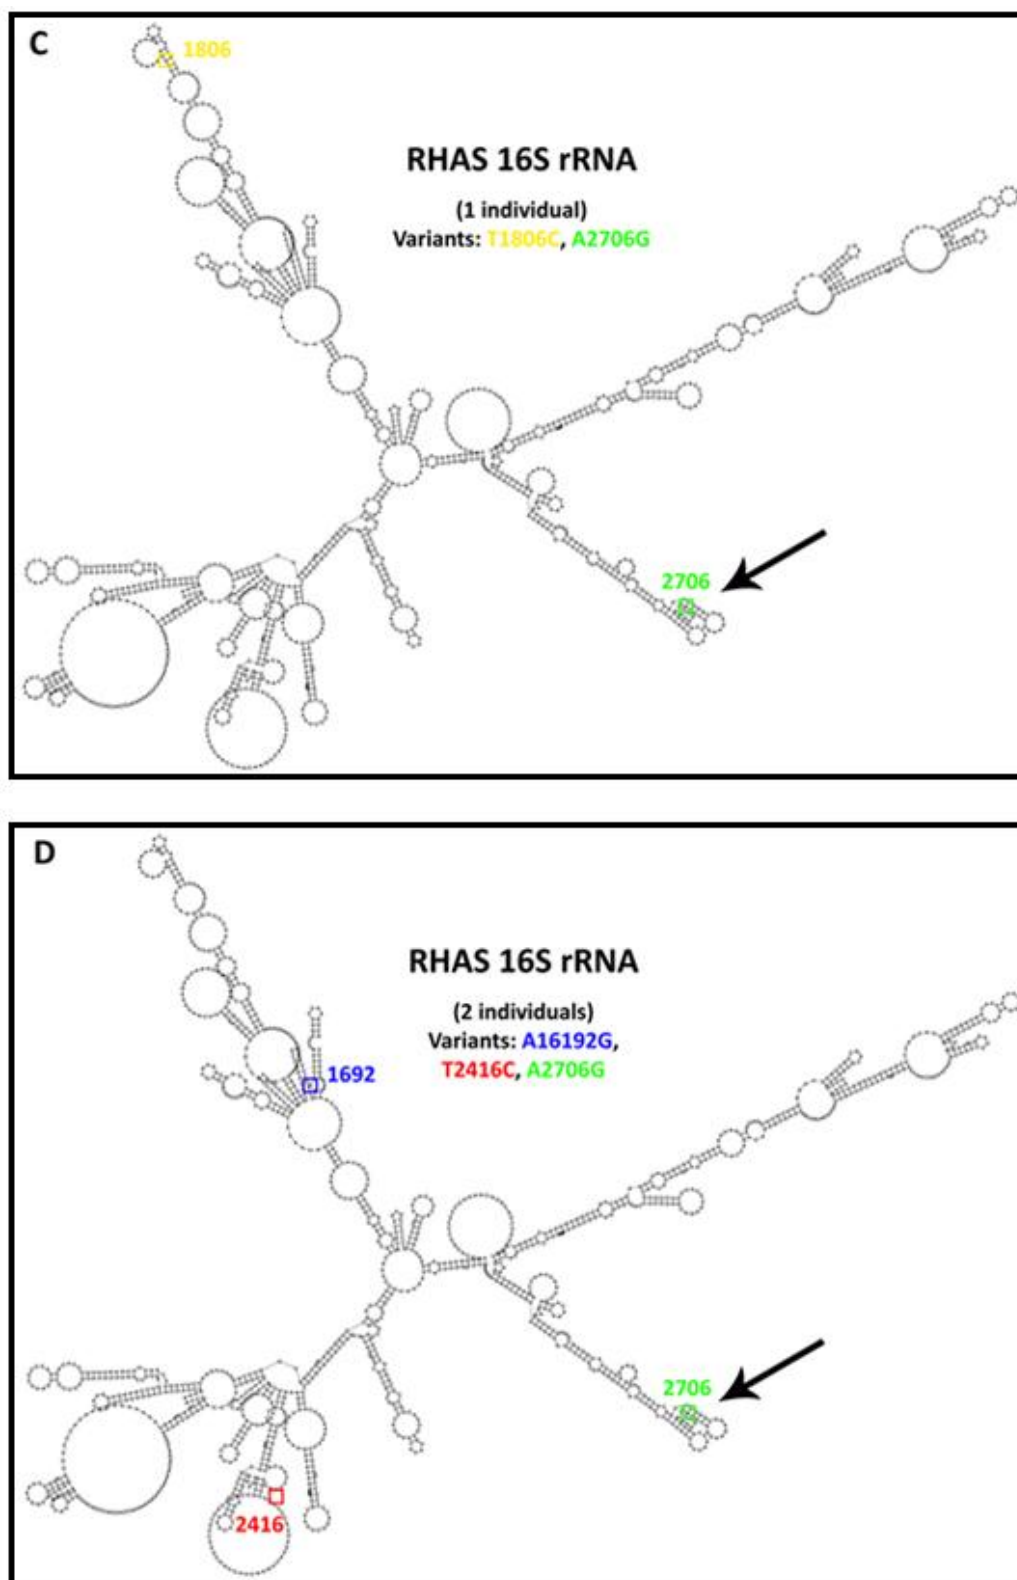 C
1806
RHAS 16S rRNA
(1 individual)
Variants: T1806C, A2706G
2706
D
RHAS 16S rRNA
(2 individuals)
Variants: A16192G,
T2416C, A2706G
1692
2706
2416